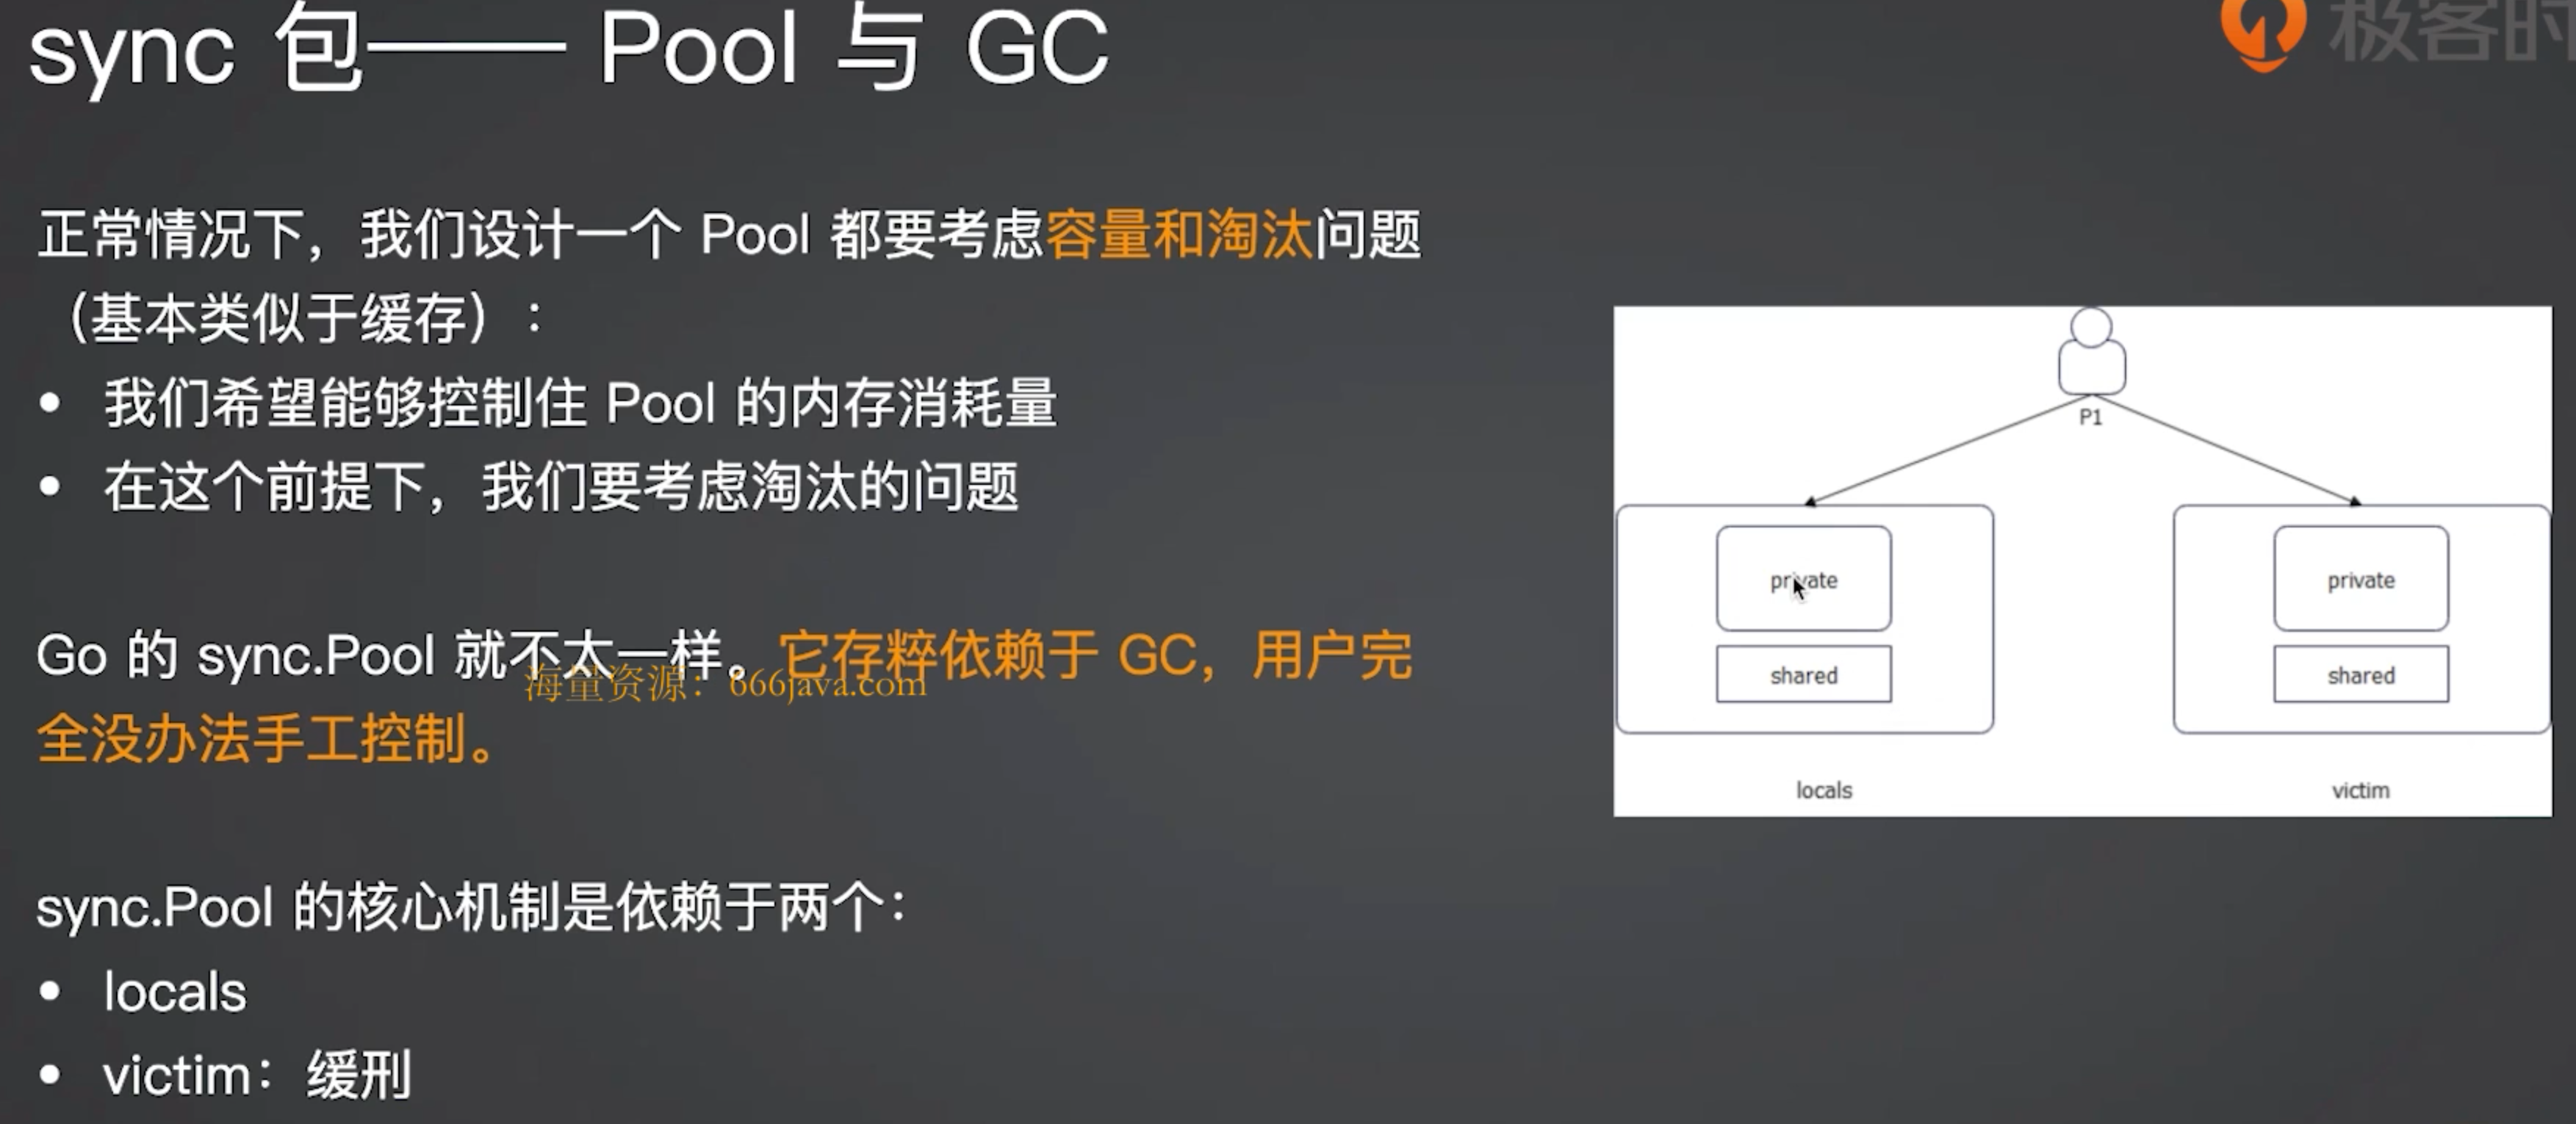 sync 包—— Pool 与 GC
极客时
正常情况下，我们设计一个 Pool 都要考虑容量和淘汰问题
（基本类似于缓存）：
• 我们希望能够控制住 Pool 的内存消耗量
• 在这个前提下，我们要考虑淘汰的问题
Go 的 sync.Pool 就不太一样。它存粹依赖于 GC，用户完
全没办法手工控制。
海量资源：666java.com
sync.Pool 的核心机制是依赖于两个：
• locals
• victim：缓刑
P1
private
shared
locals
private
shared
victim